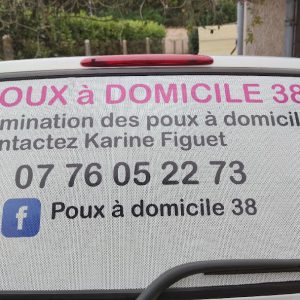 POUX à DOMICILE 38
mination des poux à domicil
ntactez Karine Figuet
07 76 05 22 73
f Poux à domicile 38